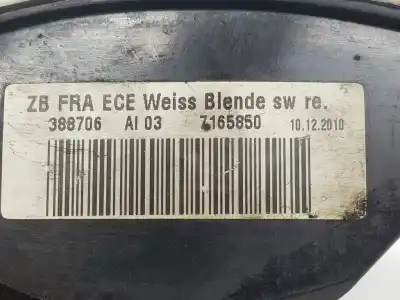 ZB FRA ECE Weiss Blende sw re.
388706 AI 03 7165850 10.12.2010